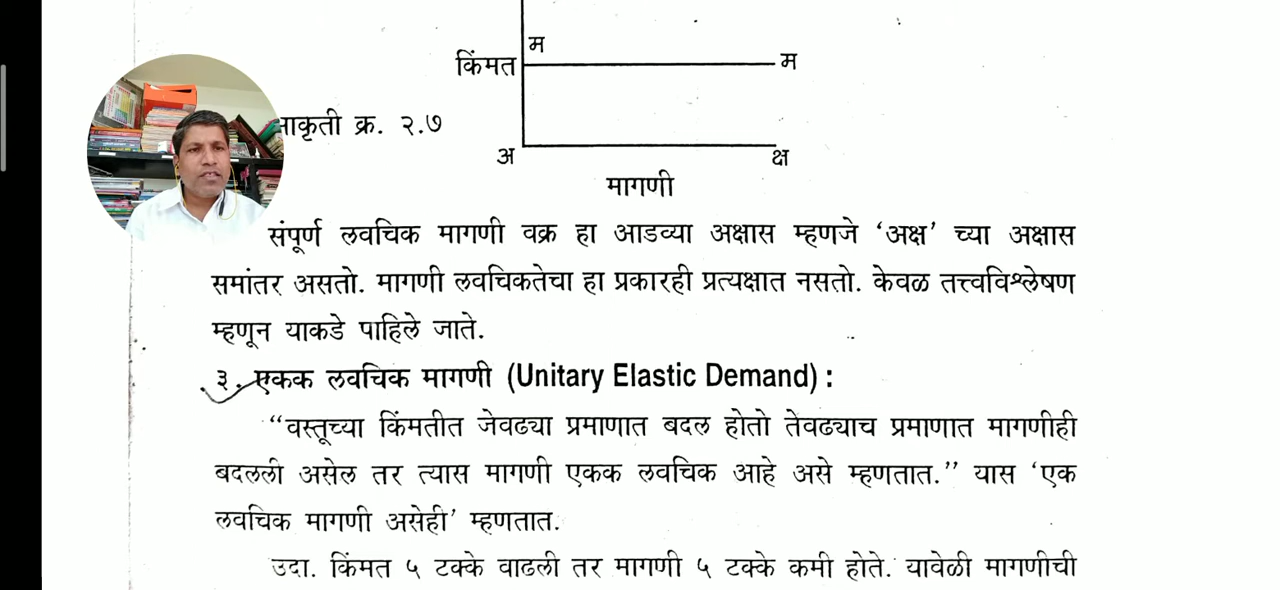 म
किंमत
म
ाकृती क्र. २.७
अ
क्ष
मागणी
संपूर्ण लवचिक मागणी वक्र हा आडव्या अक्षास म्हणजे ‘अक्ष’ च्या अक्षास
समांतर असतो. मागणी लवचिकतेचा हा प्रकारही प्रत्यक्षात नसतो. केवळ तत्त्वविश्लेषण
म्हणून याकडे पाहिले जाते.
३. एकक लवचिक मागणी (Unitary Elastic Demand) :
“वस्तूच्या किंमतीत जेवढ्या प्रमाणात बदल होतो तेवढ्याच प्रमाणात मागणीही
बदलली असेल तर त्यास मागणी एकक लवचिक आहे असे म्हणतात.” यास ‘एक
लवचिक मागणी असेही’ म्हणतात.
उदा. किंमत ५ टक्के वाढली तर मागणी ५ टक्के कमी होते. यावेळी मागणीची